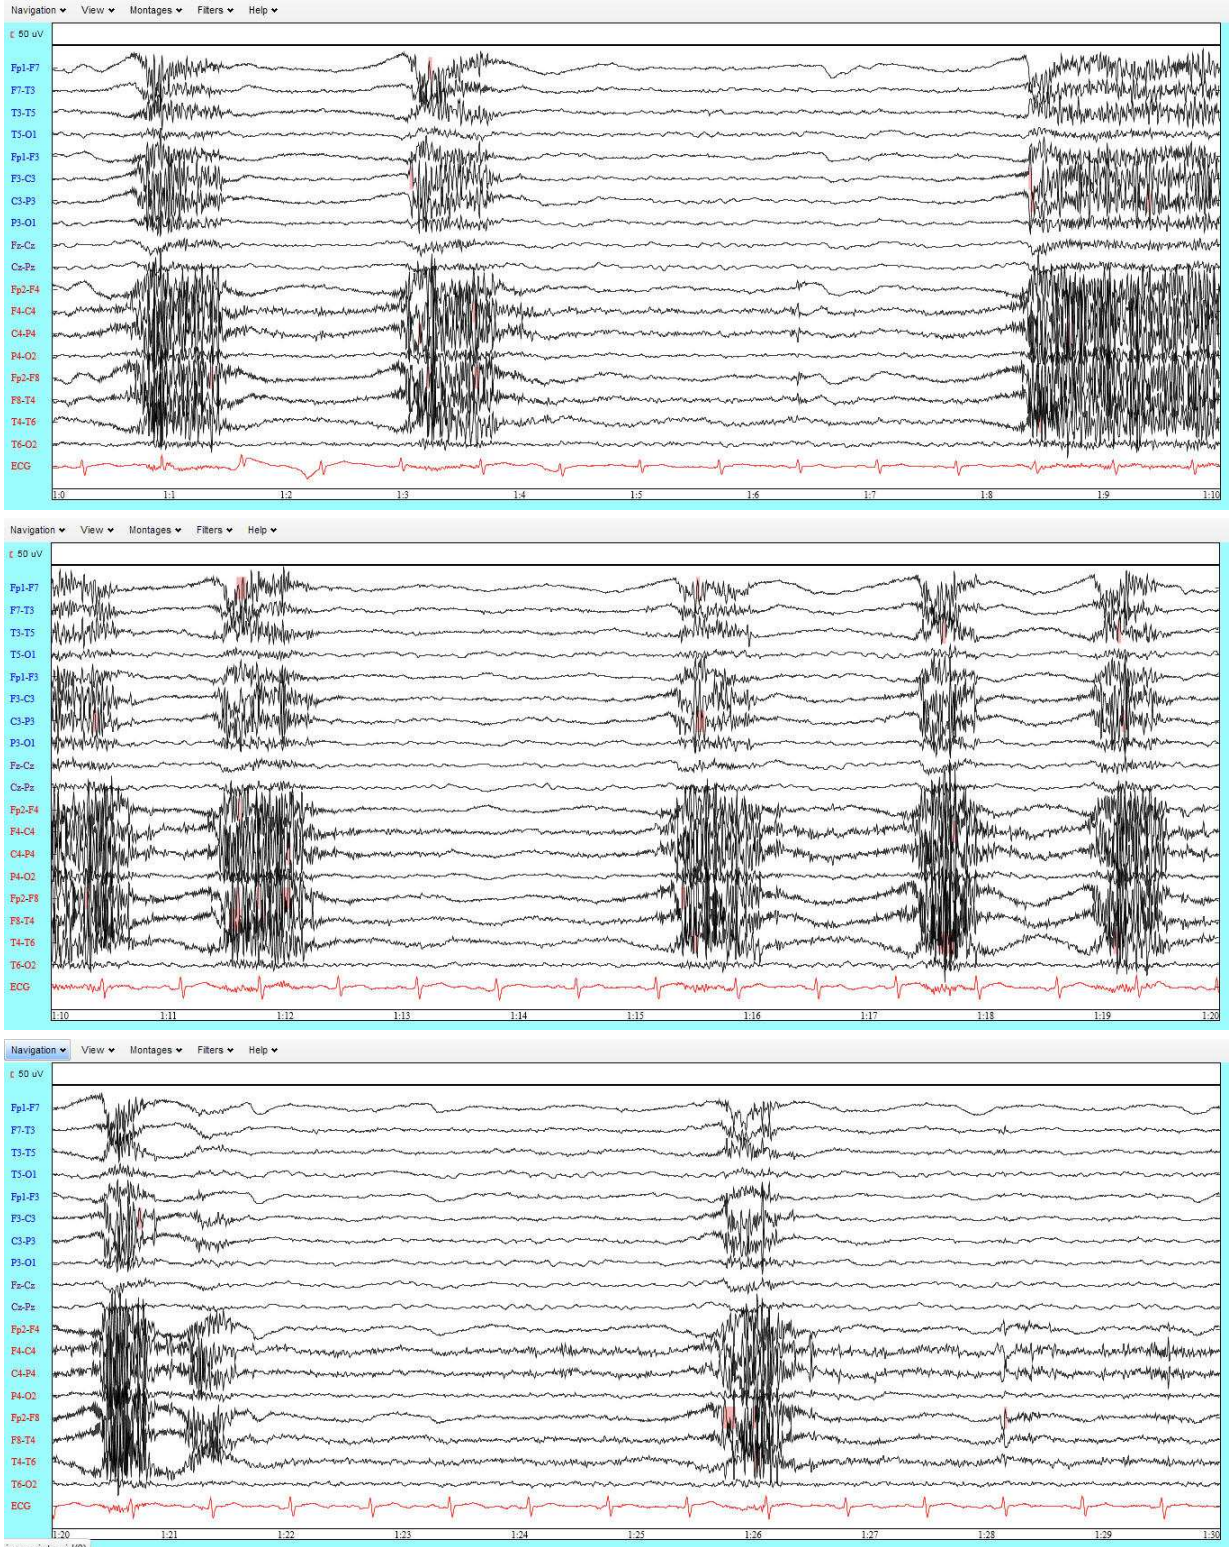 Navigation View Montages Filters Help
50 uV
Fp1-F7
F7-T3
T3-T5
T5-O1
Fp1-F3
F3-C3
C3-P3
P3-O1
Fz-Cz
Cz-Pz
Fp2-F4
F4-C4
C4-P4
P4-O2
Fp2-F8
F8-T4
T4-T6
T6-O2
ECG
1:0 1:1 1:2 1:3 1:4 1:5 1:6 1:7 1:8 1:9 1:10
Navigation View Montages Filters Help
50 uV
Fp1-F7
F7-T3
T3-T5
T5-O1
Fp1-F3
F3-C3
C3-P3
P3-O1
Fz-Cz
Cz-Pz
Fp2-F4
F4-C4
C4-P4
P4-O2
Fp2-F8
F8-T4
T4-T6
T6-O2
ECG
1:10 1:11 1:12 1:13 1:14 1:15 1:16 1:17 1:18 1:19 1:20
Navigation View Montages Filters Help
50 uV
Fp1-F7
F7-T3
T3-T5
T5-O1
Fp1-F3
F3-C3
C3-P3
P3-O1
Fz-Cz
Cz-Pz
Fp2-F4
F4-C4
C4-P4
P4-O2
Fp2-F8
F8-T4
T4-T6
T6-O2
ECG
1:20 1:21 1:22 1:23 1:24 1:25 1:26 1:27 1:28 1:29 1:30